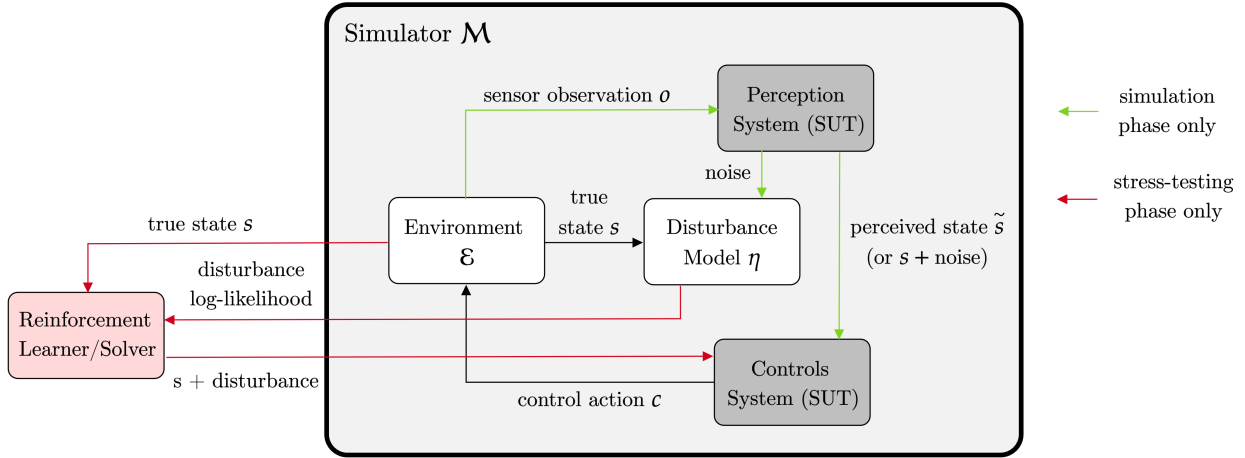 Simulator ℳ
sensor observation o
Perception
System (SUT)
simulation
phase only
noise
stress-testing
phase only
true state s
Environment
ℰ
true
state s
Disturbance
Model η
perceived state s̃
(or s + noise)
disturbance
log-likelihood
Reinforcement
Learner/Solver
s + disturbance
Controls
System (SUT)
control action c